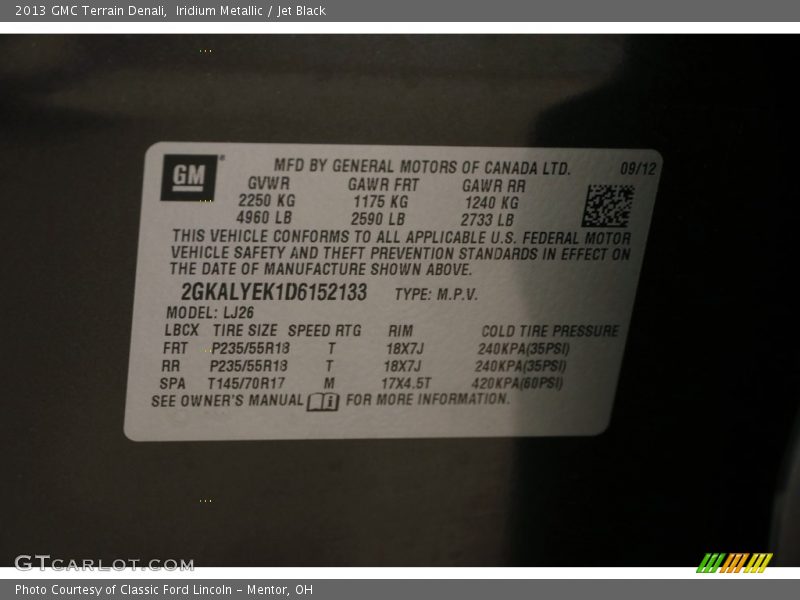 2013 GMC Terrain Denali, Iridium Metallic / Jet Black
GM MFD BY GENERAL MOTORS OF CANADA LTD. 09/12
GVWR GAWR FRT GAWR RR
2250 KG 1175 KG 1240 KG
4960 LB 2590 LB 2733 LB
THIS VEHICLE CONFORMS TO ALL APPLICABLE U.S. FEDERAL MOTOR
VEHICLE SAFETY AND THEFT PREVENTION STANDARDS IN EFFECT ON
THE DATE OF MANUFACTURE SHOWN ABOVE.
2GKALYEK1D6152133 TYPE: M.P.V.
MODEL: LJ26
LBCX TIRE SIZE SPEED RTG RIM COLD TIRE PRESSURE
FRT P235/55R18 T 18X7J 240KPA(35PSI)
RR P235/55R18 T 18X7J 240KPA(35PSI)
SPA T145/70R17 M 17X4.5T 420KPA(60PSI)
SEE OWNER'S MANUAL i FOR MORE INFORMATION.
GTCARLOT.COM
Photo Courtesy of Classic Ford Lincoln - Mentor, OH